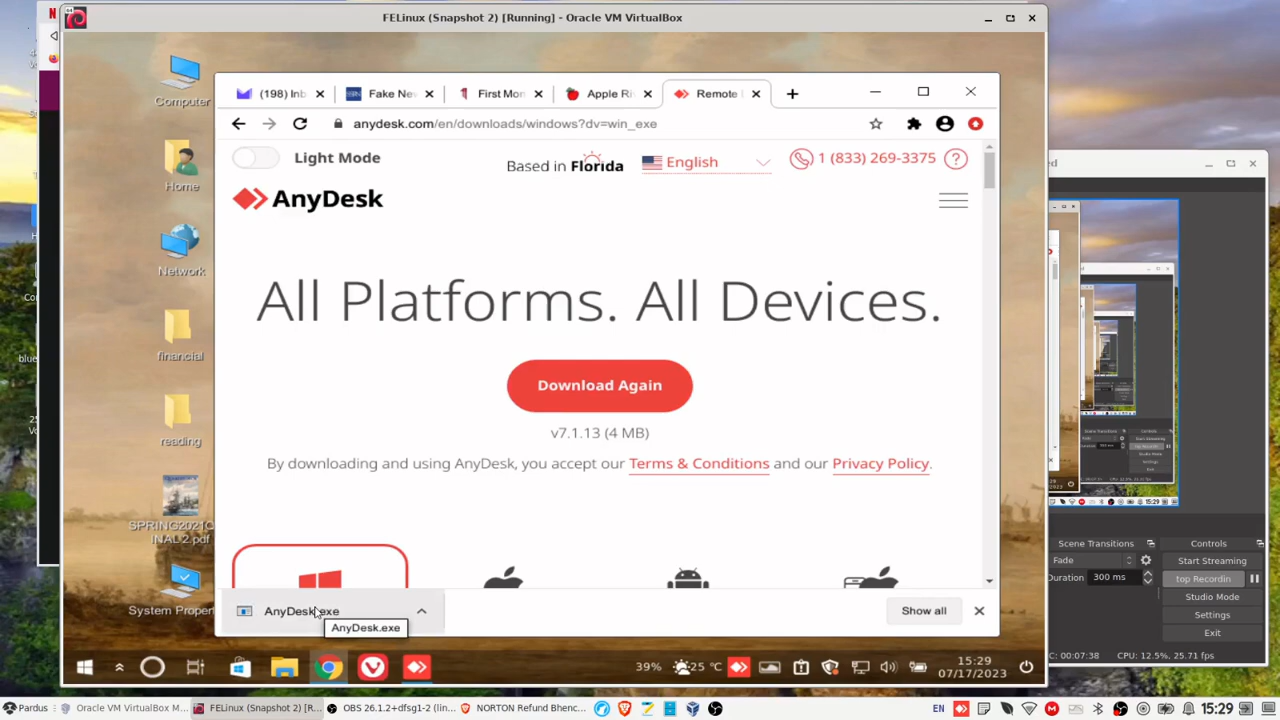 FELinux (Snapshot 2) [Running] - Oracle VM VirtualBox
Computer
Home
Network
financial
reading
SPRING2021
INAL 2.pdf
System Proper
(198) Inb
Fake New
First Mon
Apple Ri
Remote
anydesk.com/en/downloads/windows?dv=win_exe
Light Mode
Based in Florida
English
1 (833) 269-3375
AnyDesk
All Platforms. All Devices.
Download Again
v7.1.13 (4 MB)
By downloading and using AnyDesk, you accept our Terms & Conditions and our Privacy Policy.
AnyDesk.exe
AnyDesk.exe
Show all
39%
25 °C
15:29
07/17/2023
Scene Transitions
Controls
Fade
Duration
300 ms
Start Streaming
top Recordin
Studio Mode
Settings
Exit
C: 00:07:38
CPU: 12.5%, 25.71 fps
Pardus
Oracle VM VirtualBox M...
FELinux (Snapshot 2) [R...
OBS 26.1.2+dfsg1-2 (lin...
NORTON Refund Bhenc...
EN
15:29